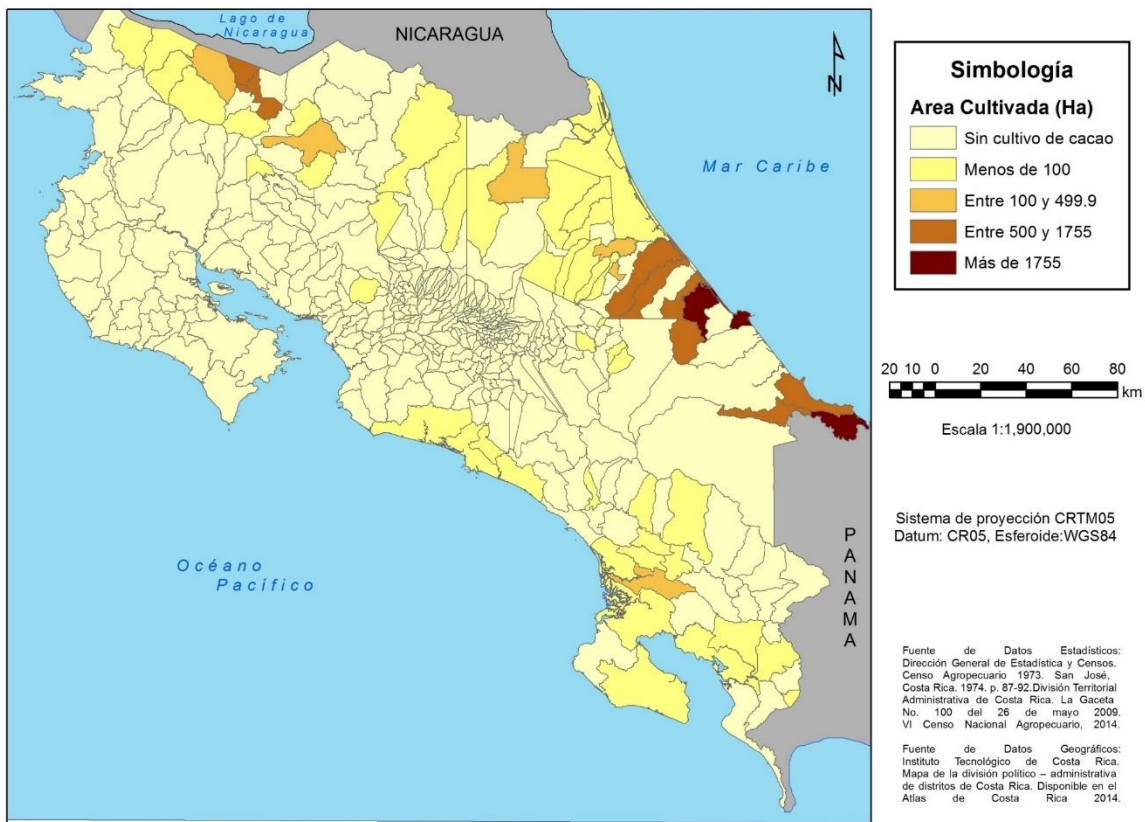 Lago de
Nicaragua
NICARAGUA
N
Mar Caribe
Océano
Pacífico
PANAMA
Simbología
Area Cultivada (Ha)
Sin cultivo de cacao
Menos de 100
Entre 100 y 499.9
Entre 500 y 1755
Más de 1755
20 10 0 20 40 60 80
km
Escala 1:1,900,000
Sistema de proyección CRTM05
Datum: CR05, Esferoide:WGS84
Fuente de Datos Estadísticos:
Dirección General de Estadística y Censos.
Censo Agropecuario 1973. San José,
Costa Rica. 1974. p. 87-92.División Territorial
Administrativa de Costa Rica. La Gaceta
No. 100 del 26 de mayo 2009.
VI Censo Nacional Agropecuario, 2014.
Fuente de Datos Geográficos:
Instituto Tecnológico de Costa Rica.
Mapa de la división político – administrativa
de distritos de Costa Rica. Disponible en el
Atlas de Costa Rica 2014.